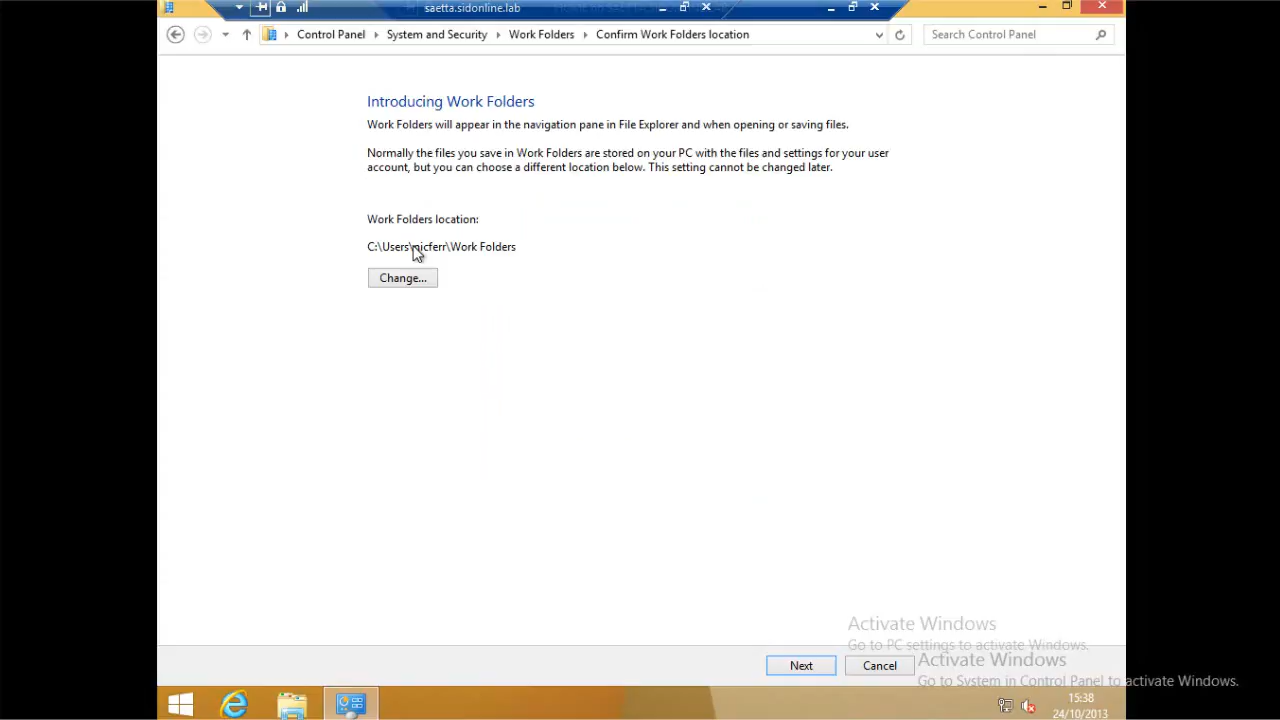 saetta.sidonline.lab
Control Panel System and Security Work Folders Confirm Work Folders location Search Control Panel
Introducing Work Folders
Work Folders will appear in the navigation pane in File Explorer and when opening or saving files.
Normally the files you save in Work Folders are stored on your PC with the files and settings for your user
account, but you can choose a different location below. This setting cannot be changed later.
Work Folders location:
C:\Users\nicferr\Work Folders
Change...
Activate Windows
Go to PC settings to activate Windows.
Next Cancel
Activate Windows
Go to System in Control Panel to activate Windows.
15:38
24/10/2013